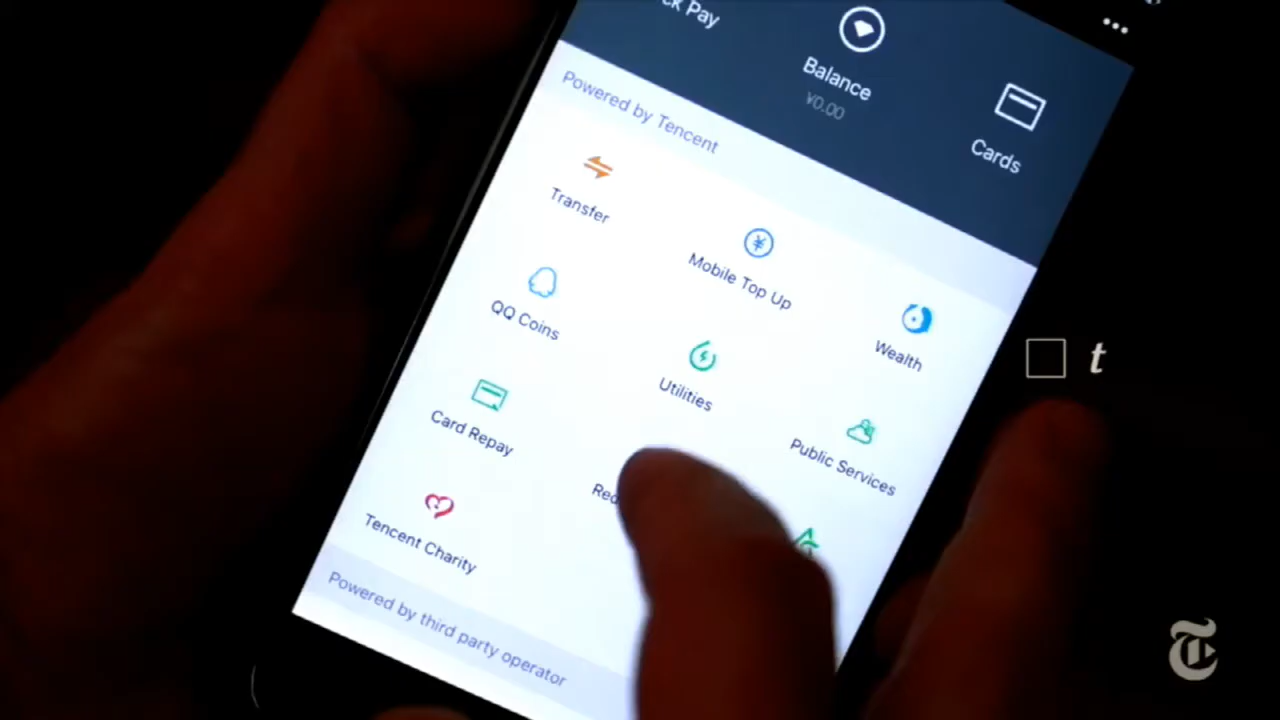 Pay
Balance
¥0.00
Cards
Powered by Tencent
Transfer
Mobile Top Up
Wealth
QQ Coins
Utilities
Public Services
Card Repay
Tencent Charity
Powered by third party operator
t
T